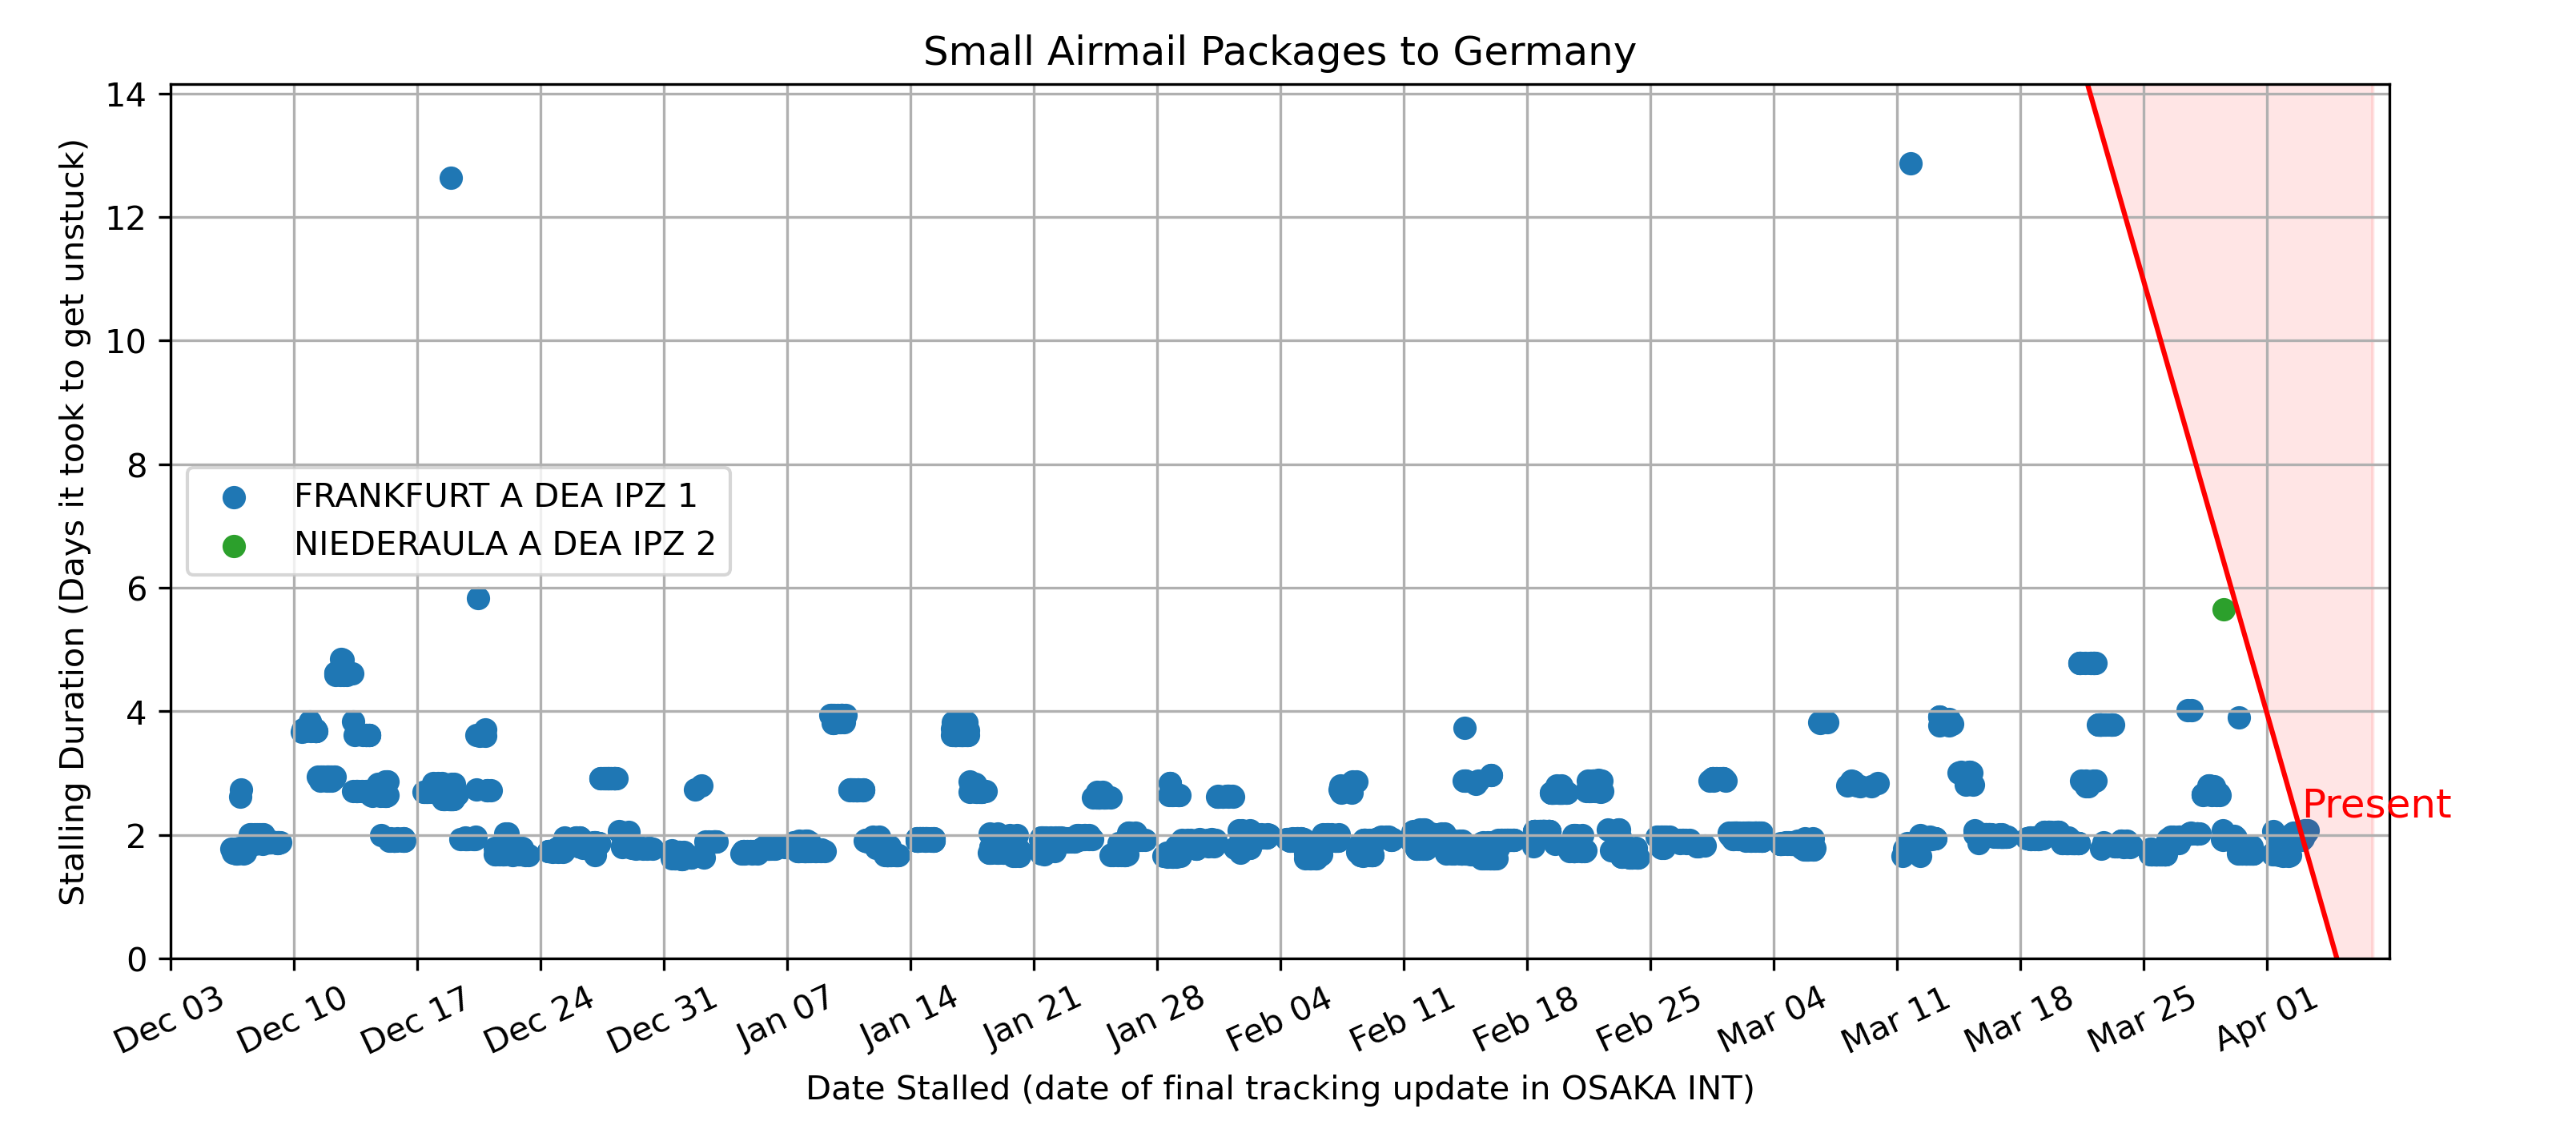 Small Airmail Packages to Germany
Stalling Duration (Days it took to get unstuck)
14
12
10
8
6
4
2
0
FRANKFURT A DEA IPZ 1
NIEDERAULA A DEA IPZ 2
Present
Dec 03
Dec 10
Dec 17
Dec 24
Dec 31
Jan 07
Jan 14
Jan 21
Jan 28
Feb 04
Feb 11
Feb 18
Feb 25
Mar 04
Mar 11
Mar 18
Mar 25
Apr 01
Date Stalled (date of final tracking update in OSAKA INT)